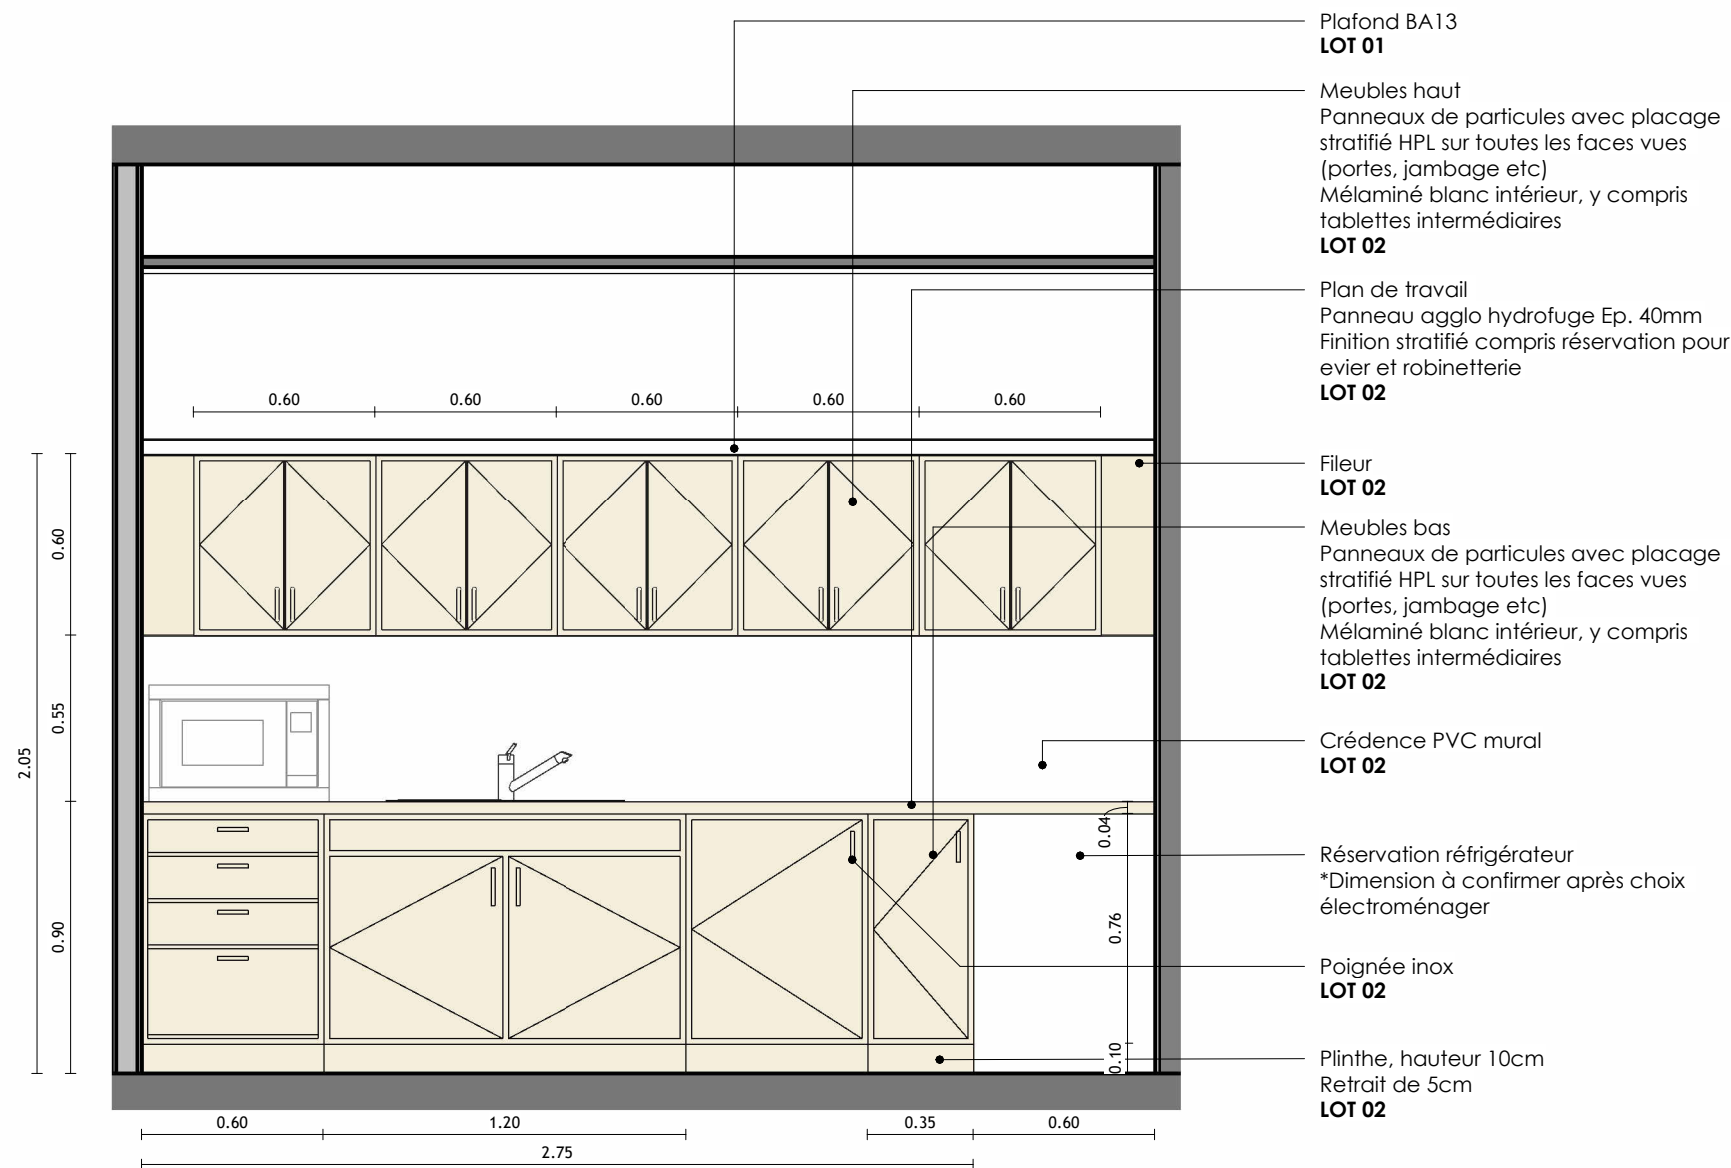 Plafond BA13
LOT 01
Meubles haut
Panneaux de particules avec placage
stratifié HPL sur toutes les faces vues
(portes, jambage etc)
Mélaminé blanc intérieur, y compris
tablettes intermédiaires
LOT 02
Plan de travail
Panneau agglo hydrofuge Ep. 40mm
Finition stratifié compris réservation pour
evier et robinetterie
LOT 02
0.60 0.60 0.60 0.60 0.60
Fileur
LOT 02
Meubles bas
Panneaux de particules avec placage
stratifié HPL sur toutes les faces vues
(portes, jambage etc)
Mélaminé blanc intérieur, y compris
tablettes intermédiaires
LOT 02
Crédence PVC mural
LOT 02
Réservation réfrigérateur
*Dimension à confirmer après choix
électroménager
Poignée inox
LOT 02
Plinthe, hauteur 10cm
Retrait de 5cm
LOT 02
2.05
0.60
0.55
0.90
0.04
0.76
0.10
0.60 1.20 0.35 0.60
2.75